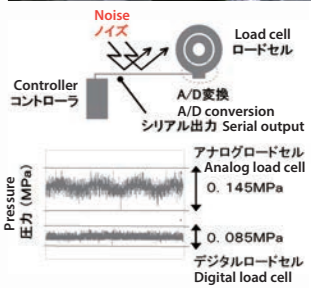 Noise
ノイズ
Load cell
ロードセル
Controller
コントローラ
A/D変換
A/D conversion
シリアル出力 Serial output
アナログロードセル
Analog load cell
0. 145MPa
Pressure
圧力（MPa）
0. 085MPa
デジタルロードセル
Digital load cell